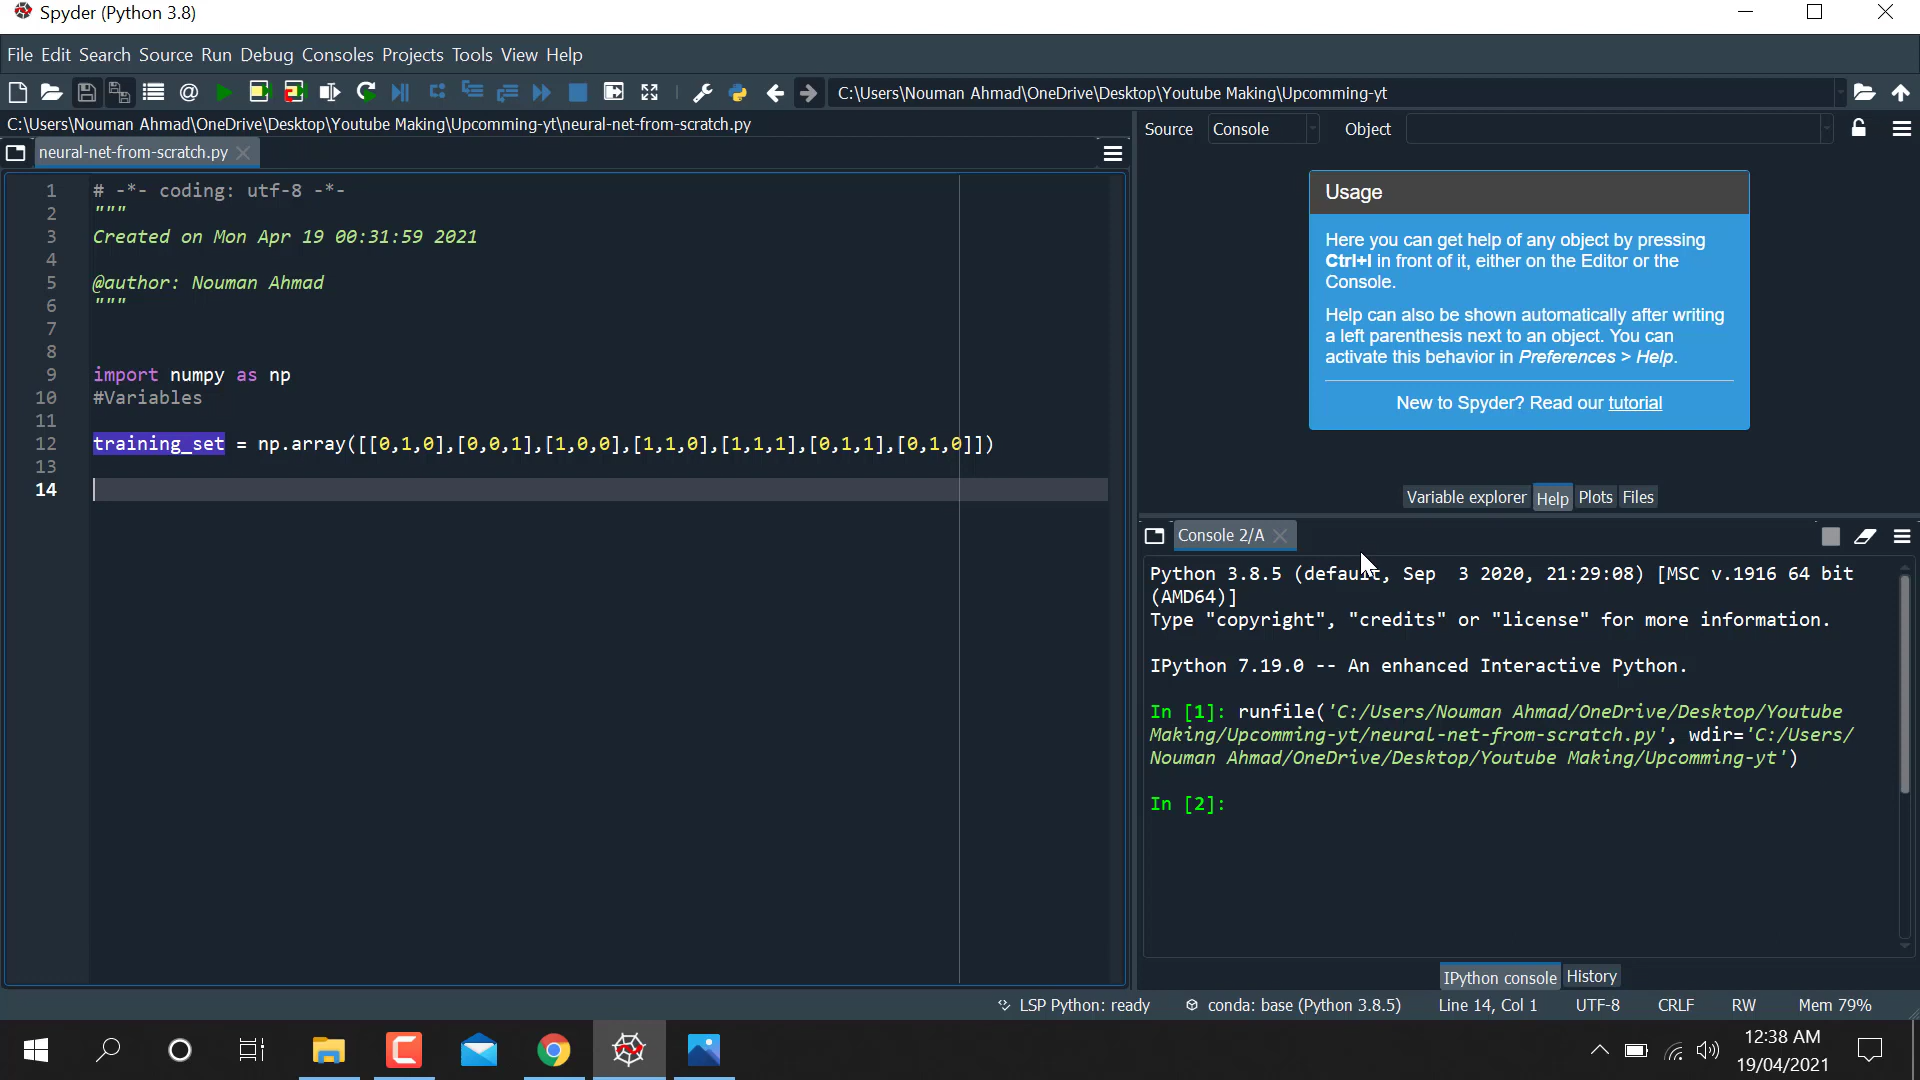 Spyder (Python 3.8)
File Edit Search Source Run Debug Consoles Projects Tools View Help
C:\Users\Nouman Ahmad\OneDrive\Desktop\Youtube Making\Upcomming-yt
C:\Users\Nouman Ahmad\OneDrive\Desktop\Youtube Making\Upcomming-yt\neural-net-from-scratch.py
neural-net-from-scratch.py
1 # -*- coding: utf-8 -*-
2 """
3 Created on Mon Apr 19 00:31:59 2021
4
5 @author: Nouman Ahmad
6 """
7
8
9 import numpy as np
10 #Variables
11
12 training_set = np.array([[0,1,0],[0,0,1],[1,0,0],[1,1,0],[1,1,1],[0,1,1],[0,1,0]])
13
14
Source Console Object
Usage
Here you can get help of any object by pressing
Ctrl+I in front of it, either on the Editor or the
Console.
Help can also be shown automatically after writing
a left parenthesis next to an object. You can
activate this behavior in Preferences > Help.
New to Spyder? Read our tutorial
Variable explorer Help Plots Files
Console 2/A
Python 3.8.5 (default, Sep  3 2020, 21:29:08) [MSC v.1916 64 bit
(AMD64)]
Type "copyright", "credits" or "license" for more information.
IPython 7.19.0 -- An enhanced Interactive Python.
In [1]: runfile('C:/Users/Nouman Ahmad/OneDrive/Desktop/Youtube
Making/Upcomming-yt/neural-net-from-scratch.py', wdir='C:/Users/
Nouman Ahmad/OneDrive/Desktop/Youtube Making/Upcomming-yt')
In [2]:
IPython console History
LSP Python: ready conda: base (Python 3.8.5) Line 14, Col 1 UTF-8 CRLF RW Mem 79%
12:38 AM
19/04/2021